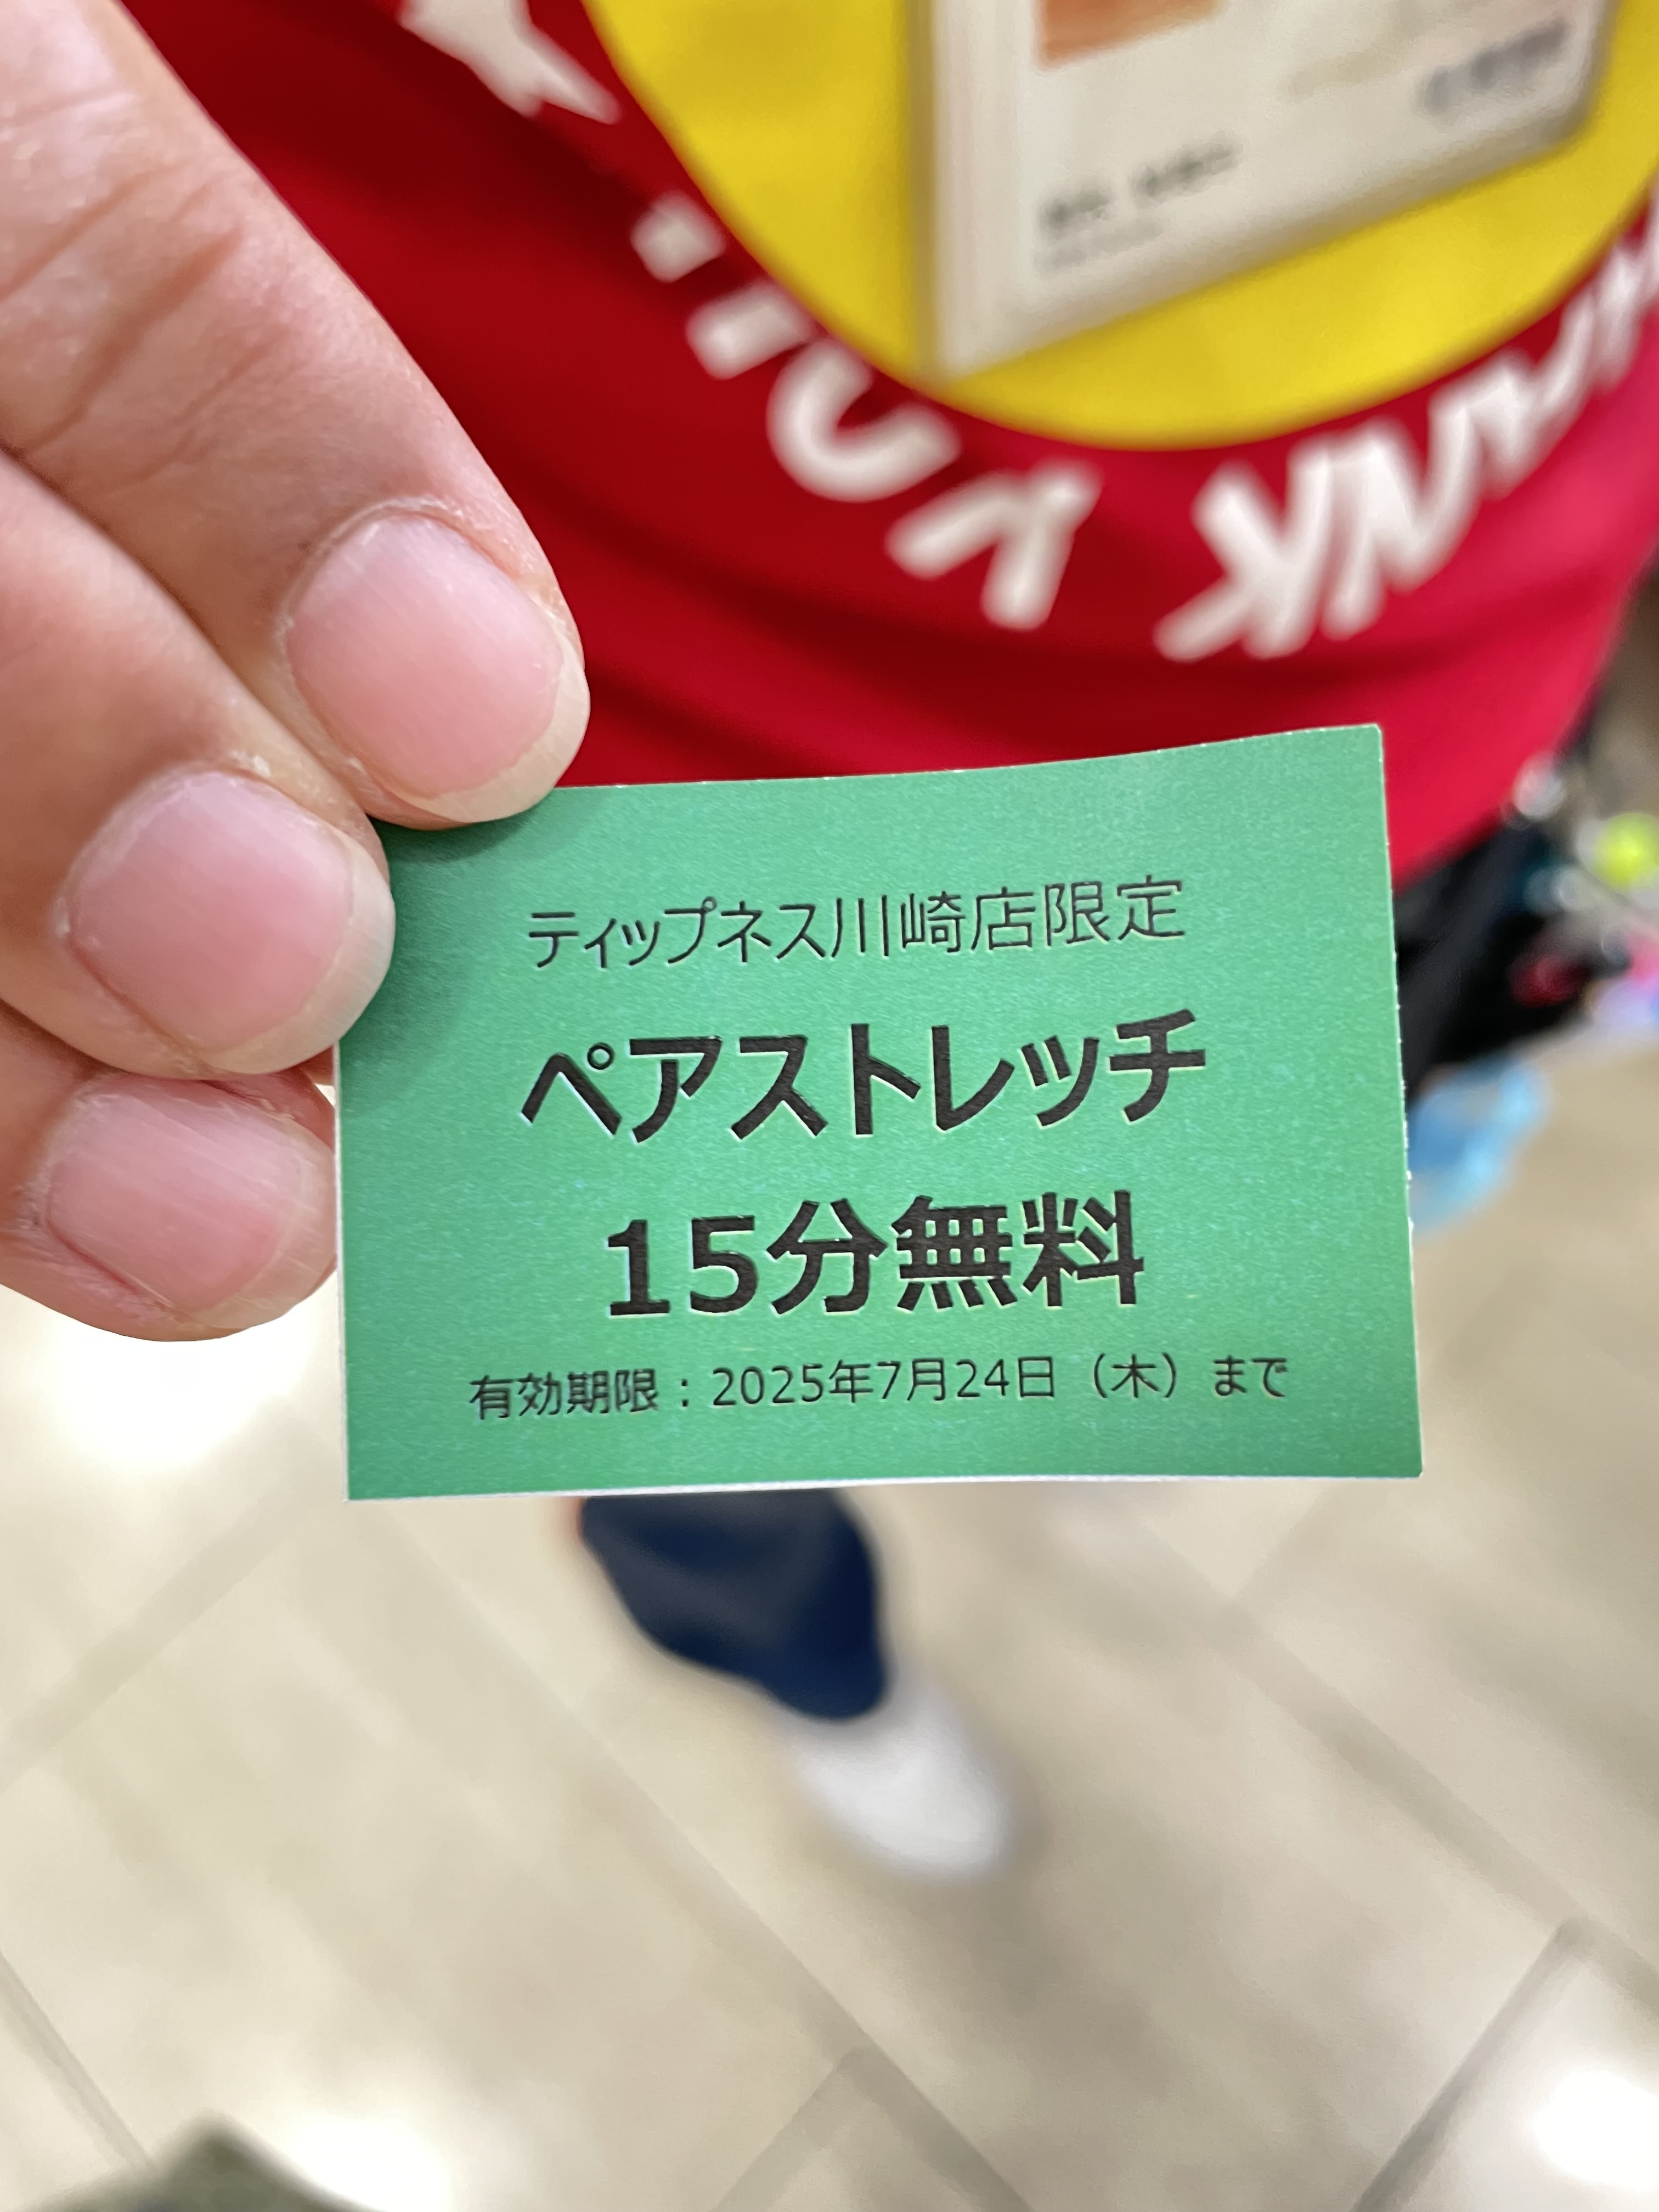 ティップネス川崎店限定
ペアストレッチ
15分無料
有効期限：2025年7月24日（木）まで